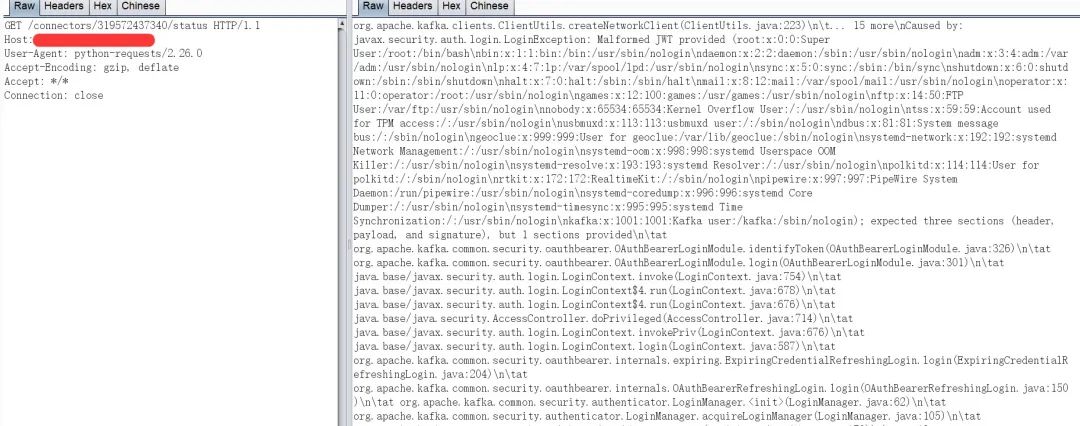 Raw Headers Hex Chinese
GET /connectors/319572437340/status HTTP/1.1
Host:
User-Agent: python-requests/2.26.0
Accept-Encoding: gzip, deflate
Accept: */*
Connection: close
Raw Headers Hex Chinese
org.apache.kafka.clients.ClientUtils.createNetworkClient(ClientUtils.java:223)\n\t... 15 more\nCaused by:
javax.security.auth.login.LoginException: Malformed JWT provided (root:x:0:0:Super
User:/root:/bin/bash\nbin:x:1:1:bin:/bin:/usr/sbin/nologin\ndaemon:x:2:2:daemon:/sbin:/usr/sbin/nologin\nadm:x:3:4:adm:/var
/adm:/usr/sbin/nologin\nlp:x:4:7:lp:/var/spool/lpd:/usr/sbin/nologin\nsync:x:5:0:sync:/sbin:/bin/sync\nshutdown:x:6:0:shutd
own:/sbin:/sbin/shutdown\nhalt:x:7:0:halt:/sbin:/sbin/halt\nmail:x:8:12:mail:/var/spool/mail:/usr/sbin/nologin\noperator:x:
11:0:operator:/root:/usr/sbin/nologin\ngames:x:12:100:games:/usr/games:/usr/sbin/nologin\nftp:x:14:50:FTP
User:/var/ftp:/usr/sbin/nologin\nnobody:x:65534:65534:Kernel Overflow User:/:/usr/sbin/nologin\ntss:x:59:59:Account used
for TPM access:/:/usr/sbin/nologin\nusbmuxd:x:113:113:usbmuxd user:/:/sbin/nologin\ndbus:x:81:81:System message
bus:/:/sbin/nologin\ngeoclue:x:999:999:User for geoclue:/var/lib/geoclue:/sbin/nologin\nsystemd-network:x:192:192:systemd
Network Management:/:/usr/sbin/nologin\nsystemd-oom:x:998:998:systemd Userspace OOM
Killer:/:/usr/sbin/nologin\nsystemd-resolve:x:193:193:systemd Resolver:/:/usr/sbin/nologin\npolkitd:x:114:114:User for
polkitd:/:/sbin/nologin\nrtkit:x:172:172:RealtimeKit:/:/sbin/nologin\npipewire:x:997:997:PipeWire System
Daemon:/run/pipewire:/usr/sbin/nologin\nsystemd-coredump:x:996:996:systemd Core
Dumper:/:/usr/sbin/nologin\nsystemd-timesync:x:995:995:systemd Time
Synchronization:/:/usr/sbin/nologin\nkafka:x:1001:1001:Kafka user:/kafka:/sbin/nologin); expected three sections (header,
payload, and signature), but 1 sections provided\n\tat
org.apache.kafka.common.security.oauthbearer.OAuthBearerLoginModule.identifyToken(OAuthBearerLoginModule.java:326)\n\tat
org.apache.kafka.common.security.oauthbearer.OAuthBearerLoginModule.login(OAuthBearerLoginModule.java:301)\n\tat
java.base/javax.security.auth.login.LoginContext.invoke(LoginContext.java:754)\n\tat
java.base/javax.security.auth.login.LoginContext$4.run(LoginContext.java:678)\n\tat
java.base/javax.security.auth.login.LoginContext$4.run(LoginContext.java:676)\n\tat
java.base/java.security.AccessController.doPrivileged(AccessController.java:714)\n\tat
java.base/javax.security.auth.login.LoginContext.invokePriv(LoginContext.java:676)\n\tat
java.base/javax.security.auth.login.LoginContext.login(LoginContext.java:587)\n\tat
org.apache.kafka.common.security.oauthbearer.internals.expiring.ExpiringCredentialRefreshingLogin.login(ExpiringCredentialR
efreshingLogin.java:204)\n\tat
org.apache.kafka.common.security.oauthbearer.internals.OAuthBearerRefreshingLogin.login(OAuthBearerRefreshingLogin.java:150
)\n\tat org.apache.kafka.common.security.authenticator.LoginManager.<init>(LoginManager.java:62)\n\tat
org.apache.kafka.common.security.authenticator.LoginManager.acquireLoginManager(LoginManager.java:105)\n\tat